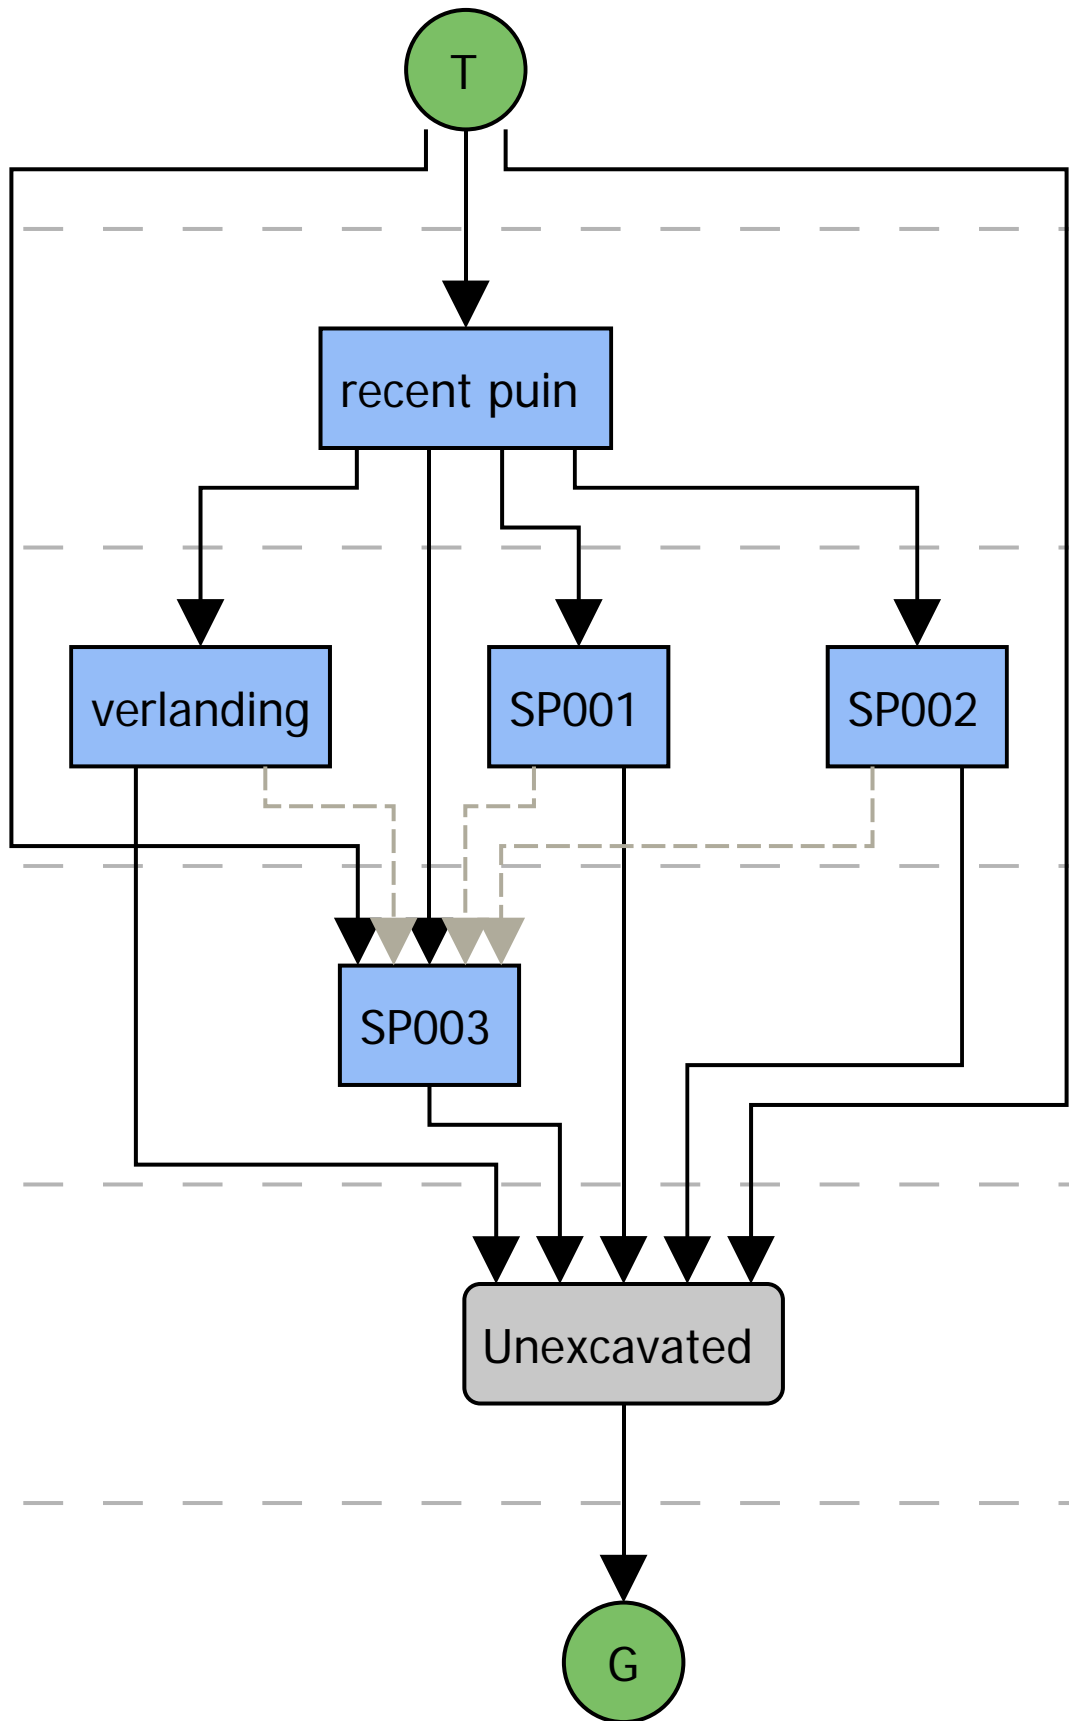 T
recent puin
verlanding
SP001
SP002
SP003
Unexcavated
G